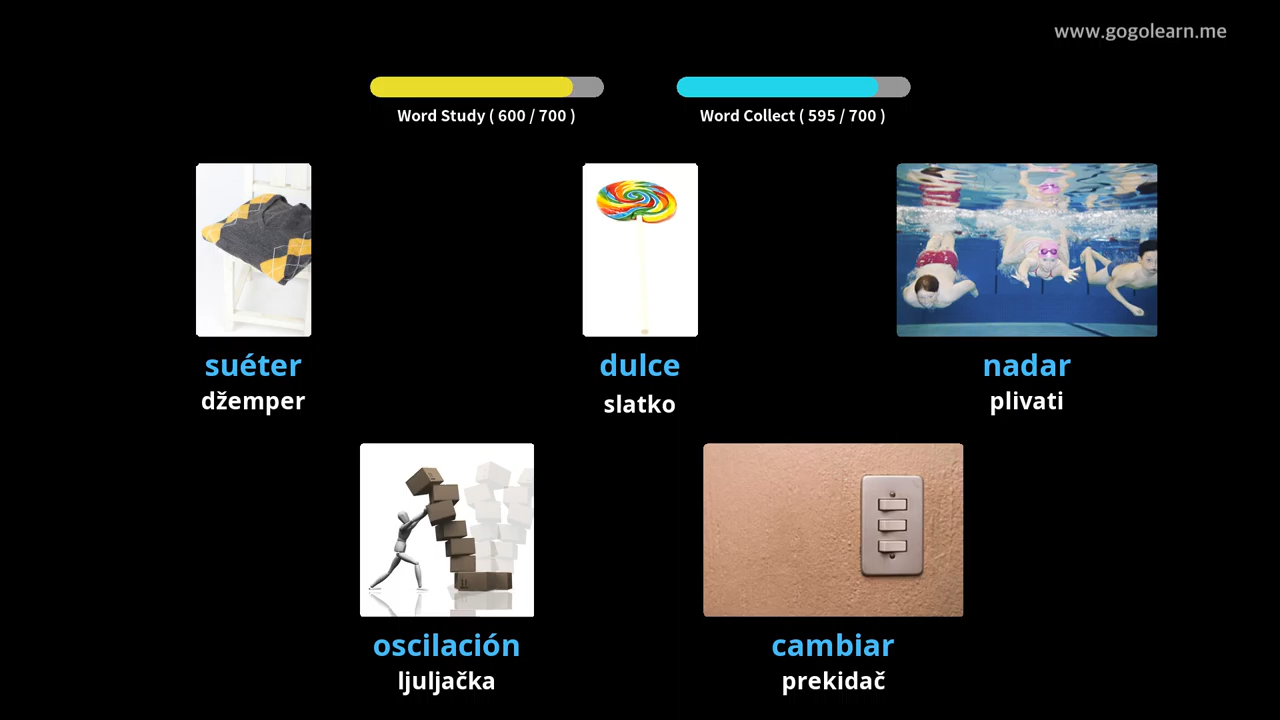 www.gogolearn.me
Word Study ( 600 / 700 )
Word Collect ( 595 / 700 )
suéter
džemper
dulce
slatko
nadar
plivati
oscilación
ljuljačka
cambiar
prekidač